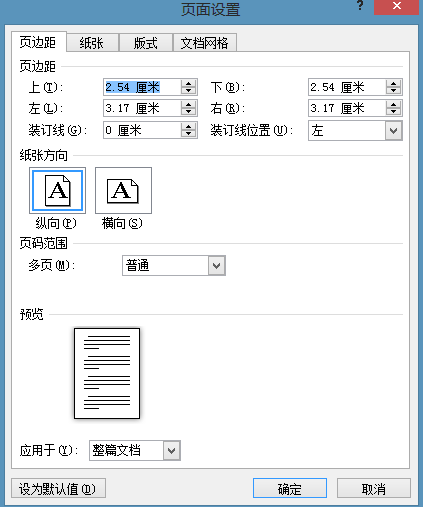 页面设置
?
页边距 纸张 版式 文档网格
页边距
上(T): 2.54 厘米 下(B): 2.54 厘米
左(L): 3.17 厘米 右(R): 3.17 厘米
装订线(G): 0 厘米 装订线位置(U): 左
纸张方向
A A
纵向(P) 横向(S)
页码范围
多页(M): 普通
预览
应用于(Y): 整篇文档
设为默认值(D) 确定 取消